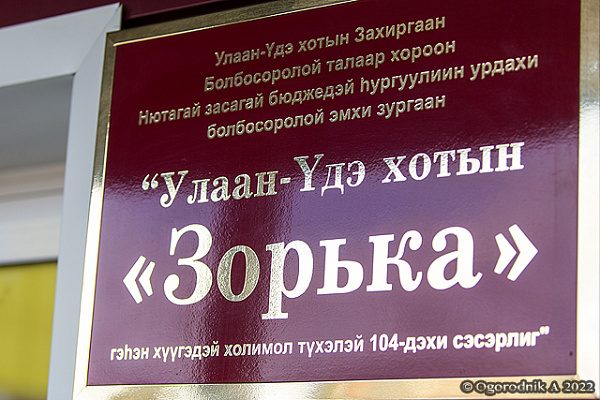 Улаан-Үдэ хотын Захиргаан
Болбосоролой талаар хороон
Нютагай засагай бюджедэй һургуулиин урдахи
болбосоролой эмхи зургаан
“Улаан-Үдэ хотын
«Зорька»
гэһэн хүүгэдэй холимол түхэлэй 104-дэхи сэсэрлиг"
© Ogorodnik A 2022